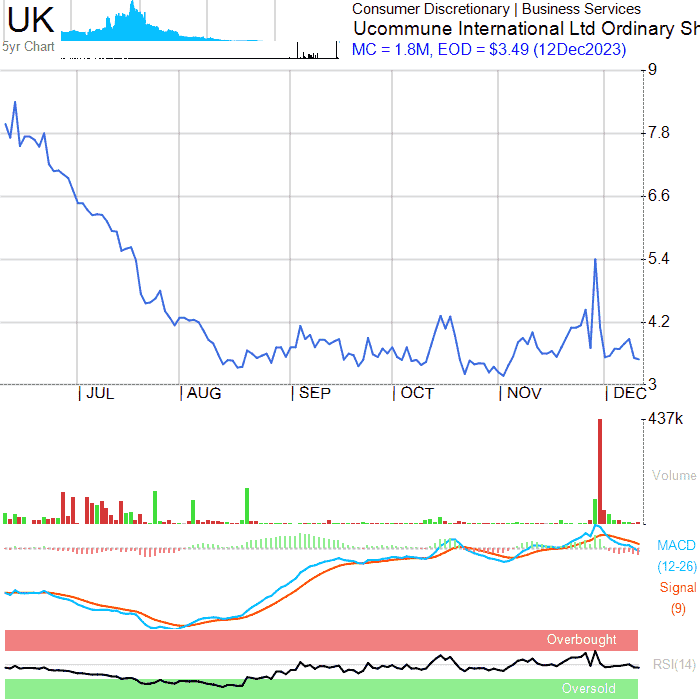 UK
5yr Chart
Consumer Discretionary | Business Services
Ucommune International Ltd Ordinary Sh
MC = 1.8M, EOD = $3.49 (12Dec2023)
9
7.8
6.6
5.4
4.2
3
| JUL | AUG | SEP | OCT | NOV | DEC
437k
Volume
MACD
(12-26)
Signal
(9)
Overbought
RSI(14)
Oversold